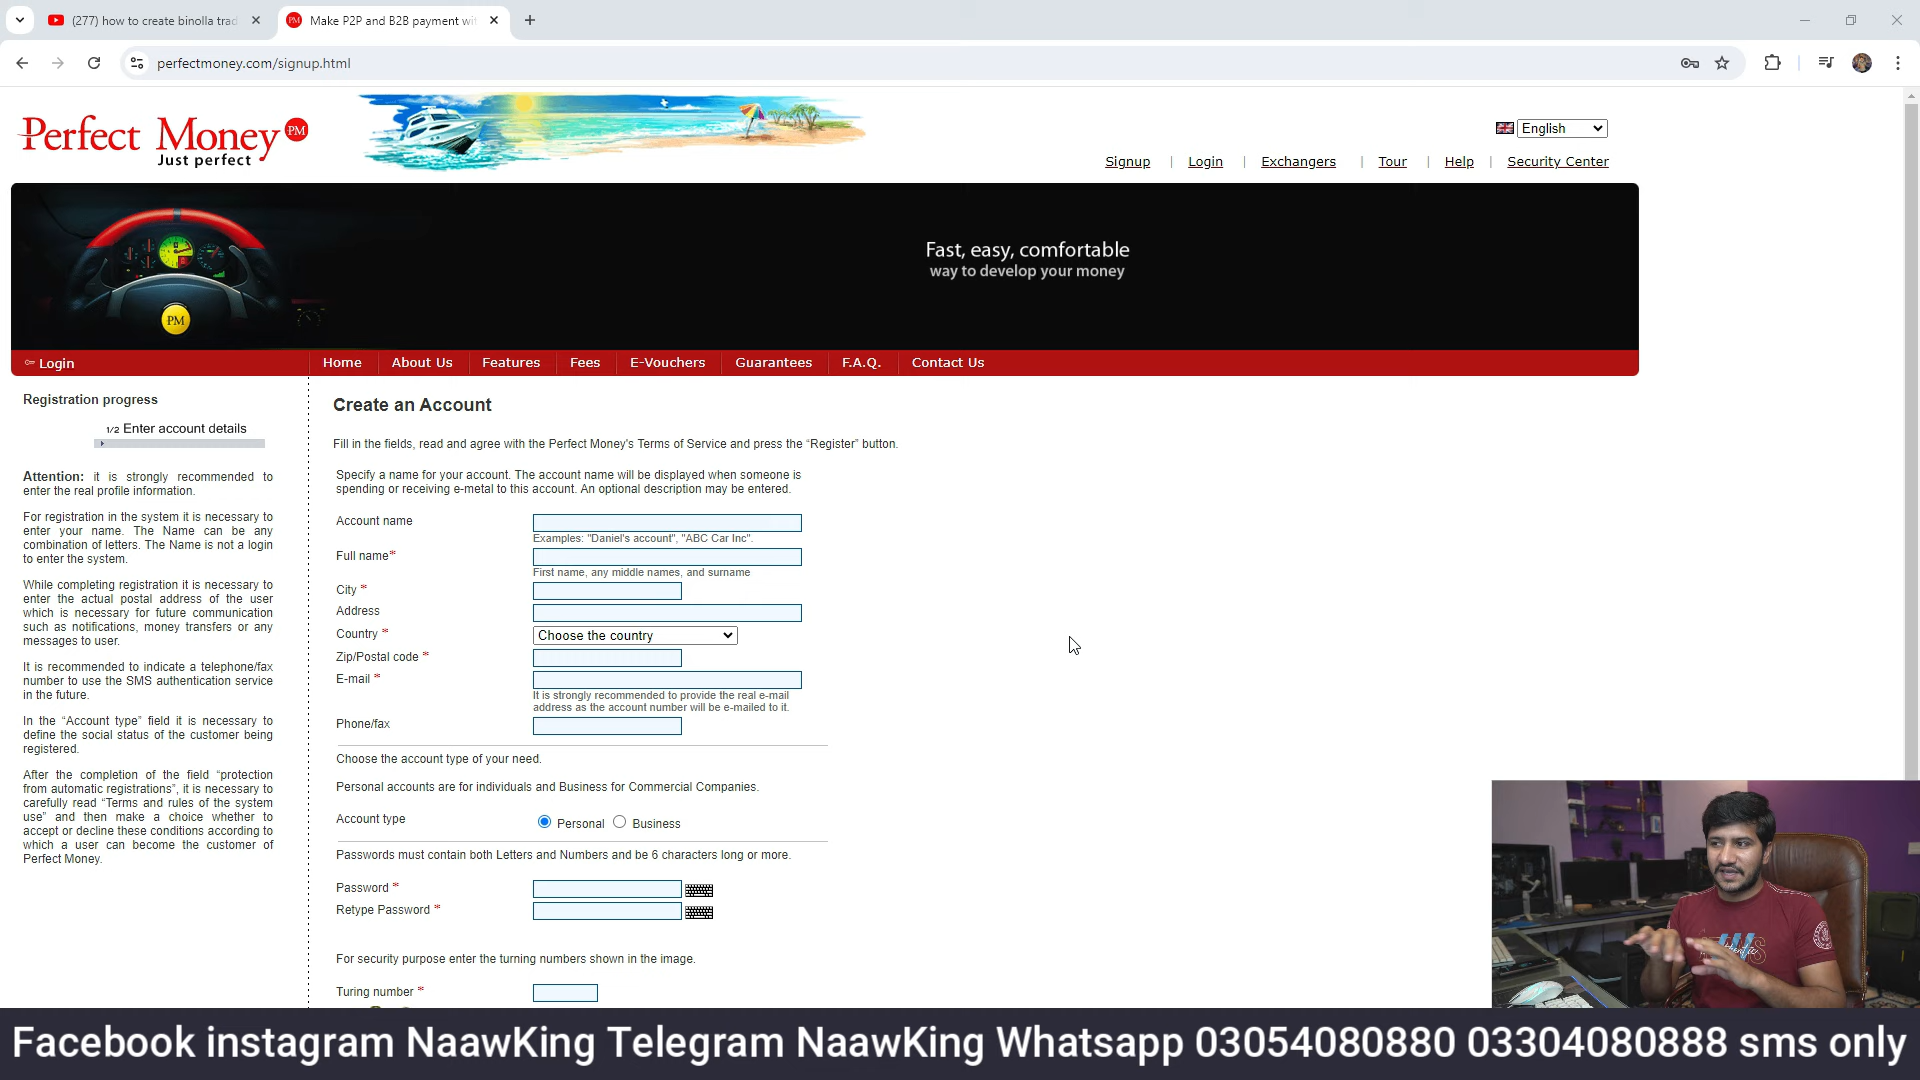 (277) how to create binolla trad
Make P2P and B2B payment wit
perfectmoney.com/signup.html
Perfect Money PM
Just perfect
English
Signup | Login | Exchangers | Tour | Help | Security Center
Fast, easy, comfortable
way to develop your money
PM
Login
Home
About Us
Features
Fees
E-Vouchers
Guarantees
F.A.Q.
Contact Us
Registration progress
1/2 Enter account details
Attention: it is strongly recommended to
enter the real profile information.
For registration in the system it is necessary to
enter your name. The Name can be any
combination of letters. The Name is not a login
to enter the system.
While completing registration it is necessary to
enter the actual postal address of the user
which is necessary for future communication
such as notifications, money transfers or any
messages to user.
It is recommended to indicate a telephone/fax
number to use the SMS authentication service
in the future.
In the “Account type” field it is necessary to
define the social status of the customer being
registered.
After the completion of the field “protection
from automatic registrations”, it is necessary to
carefully read “Terms and rules of the system
use” and then make a choice whether to
accept or decline these conditions according to
which a user can become the customer of
Perfect Money.
Create an Account
Fill in the fields, read and agree with the Perfect Money's Terms of Service and press the “Register” button.
Specify a name for your account. The account name will be displayed when someone is
spending or receiving e-metal to this account. An optional description may be entered.
Account name
Examples: "Daniel's account", "ABC Car Inc".
Full name*
First name, any middle names, and surname
City *
Address
Country *
Choose the country
Zip/Postal code *
E-mail *
It is strongly recommended to provide the real e-mail
address as the account number will be e-mailed to it.
Phone/fax
Choose the account type of your need.
Personal accounts are for individuals and Business for Commercial Companies.
Account type
Personal
Business
Passwords must contain both Letters and Numbers and be 6 characters long or more.
Password *
Retype Password *
For security purpose enter the turning numbers shown in the image.
Turing number *
Facebook instagram NaawKing Telegram NaawKing Whatsapp 03054080880 03304080888 sms only